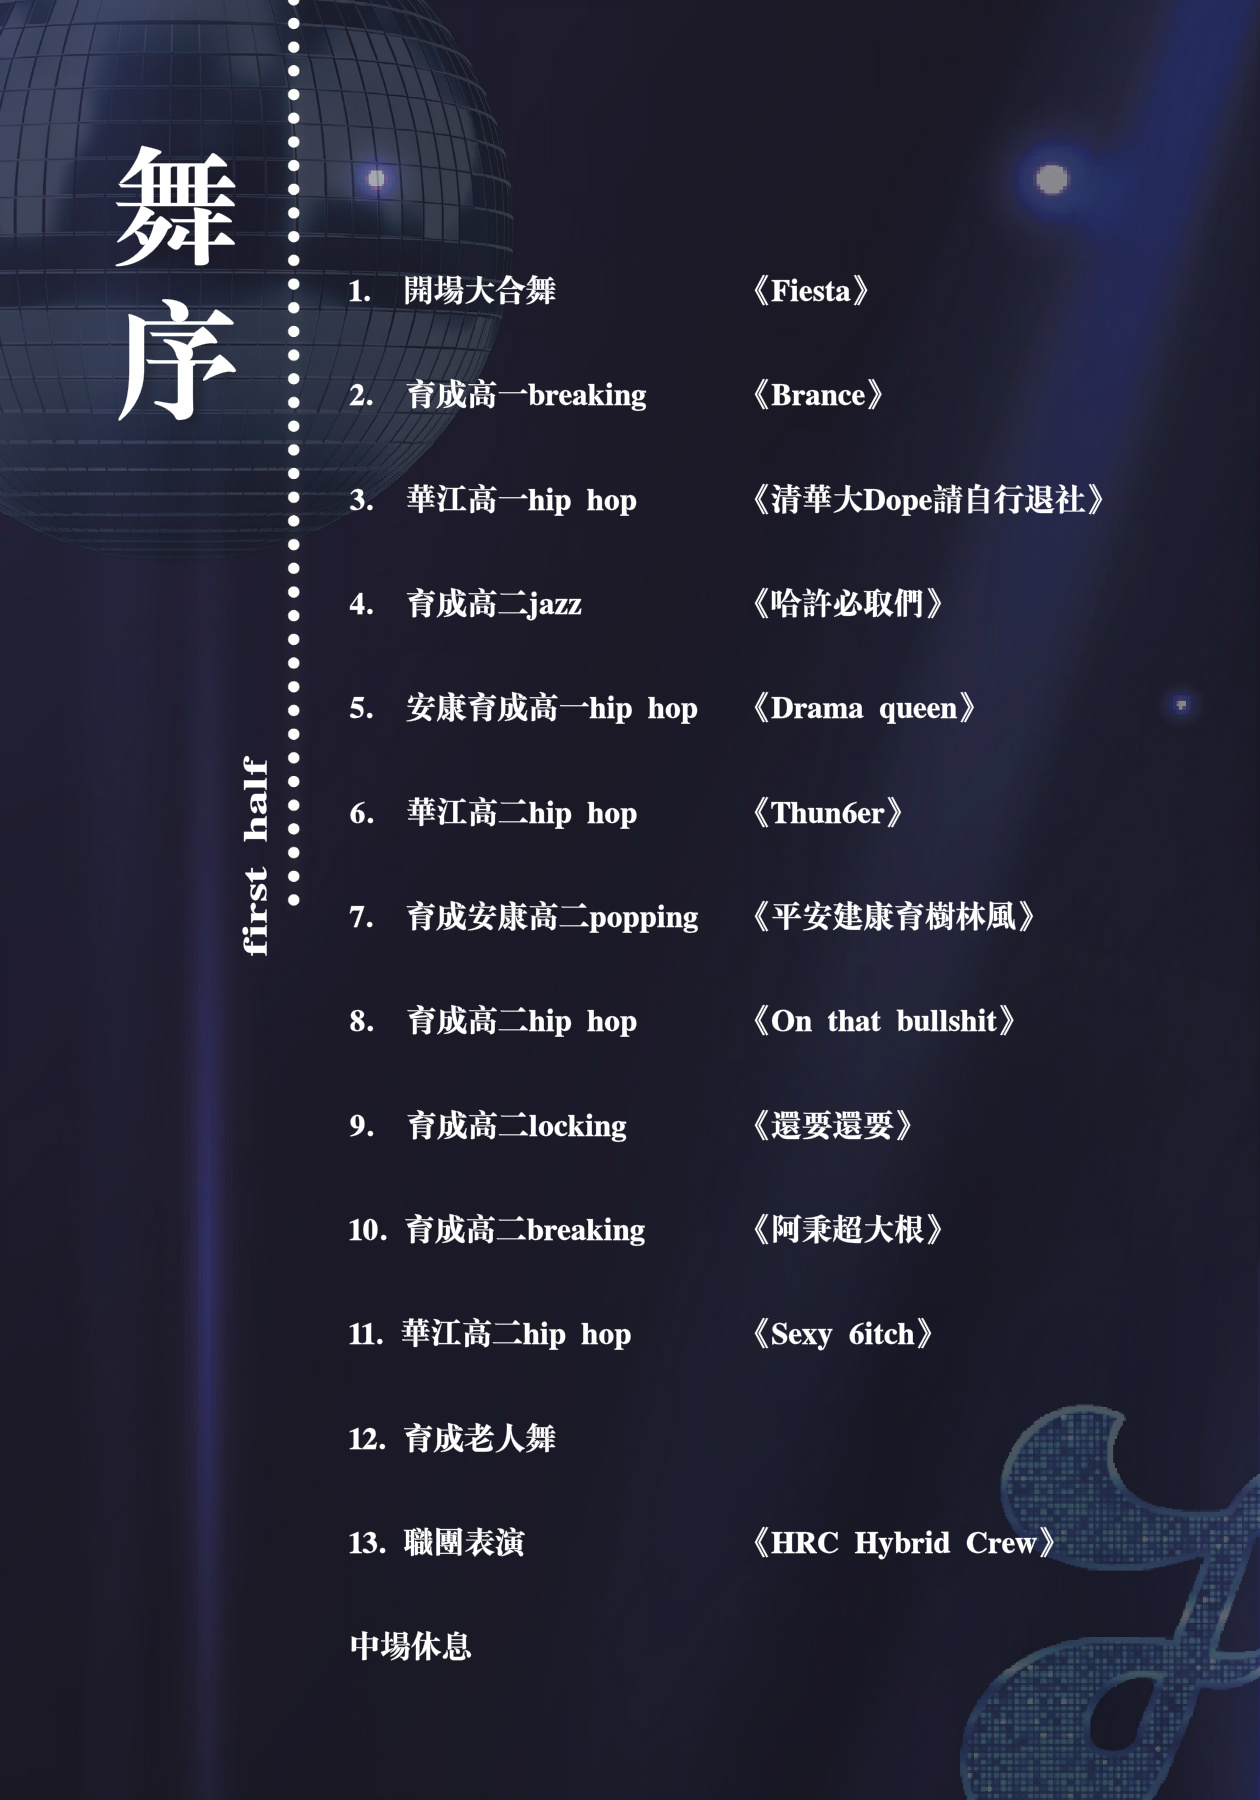 舞序
first half
1. 開場大合舞 《Fiesta》
2. 育成高一breaking 《Brance》
3. 華江高一hip hop 《清華大Dope請自行退社》
4. 育成高二jazz 《哈許必取們》
5. 安康育成高一hip hop 《Drama queen》
6. 華江高二hip hop 《Thun6er》
7. 育成安康高二popping 《平安建康育樹林風》
8. 育成高二hip hop 《On that bullshit》
9. 育成高二locking 《還要還要》
10. 育成高二breaking 《阿秉超大根》
11. 華江高二hip hop 《Sexy 6itch》
12. 育成老人舞
13. 職團表演 《HRC Hybrid Crew》
中場休息